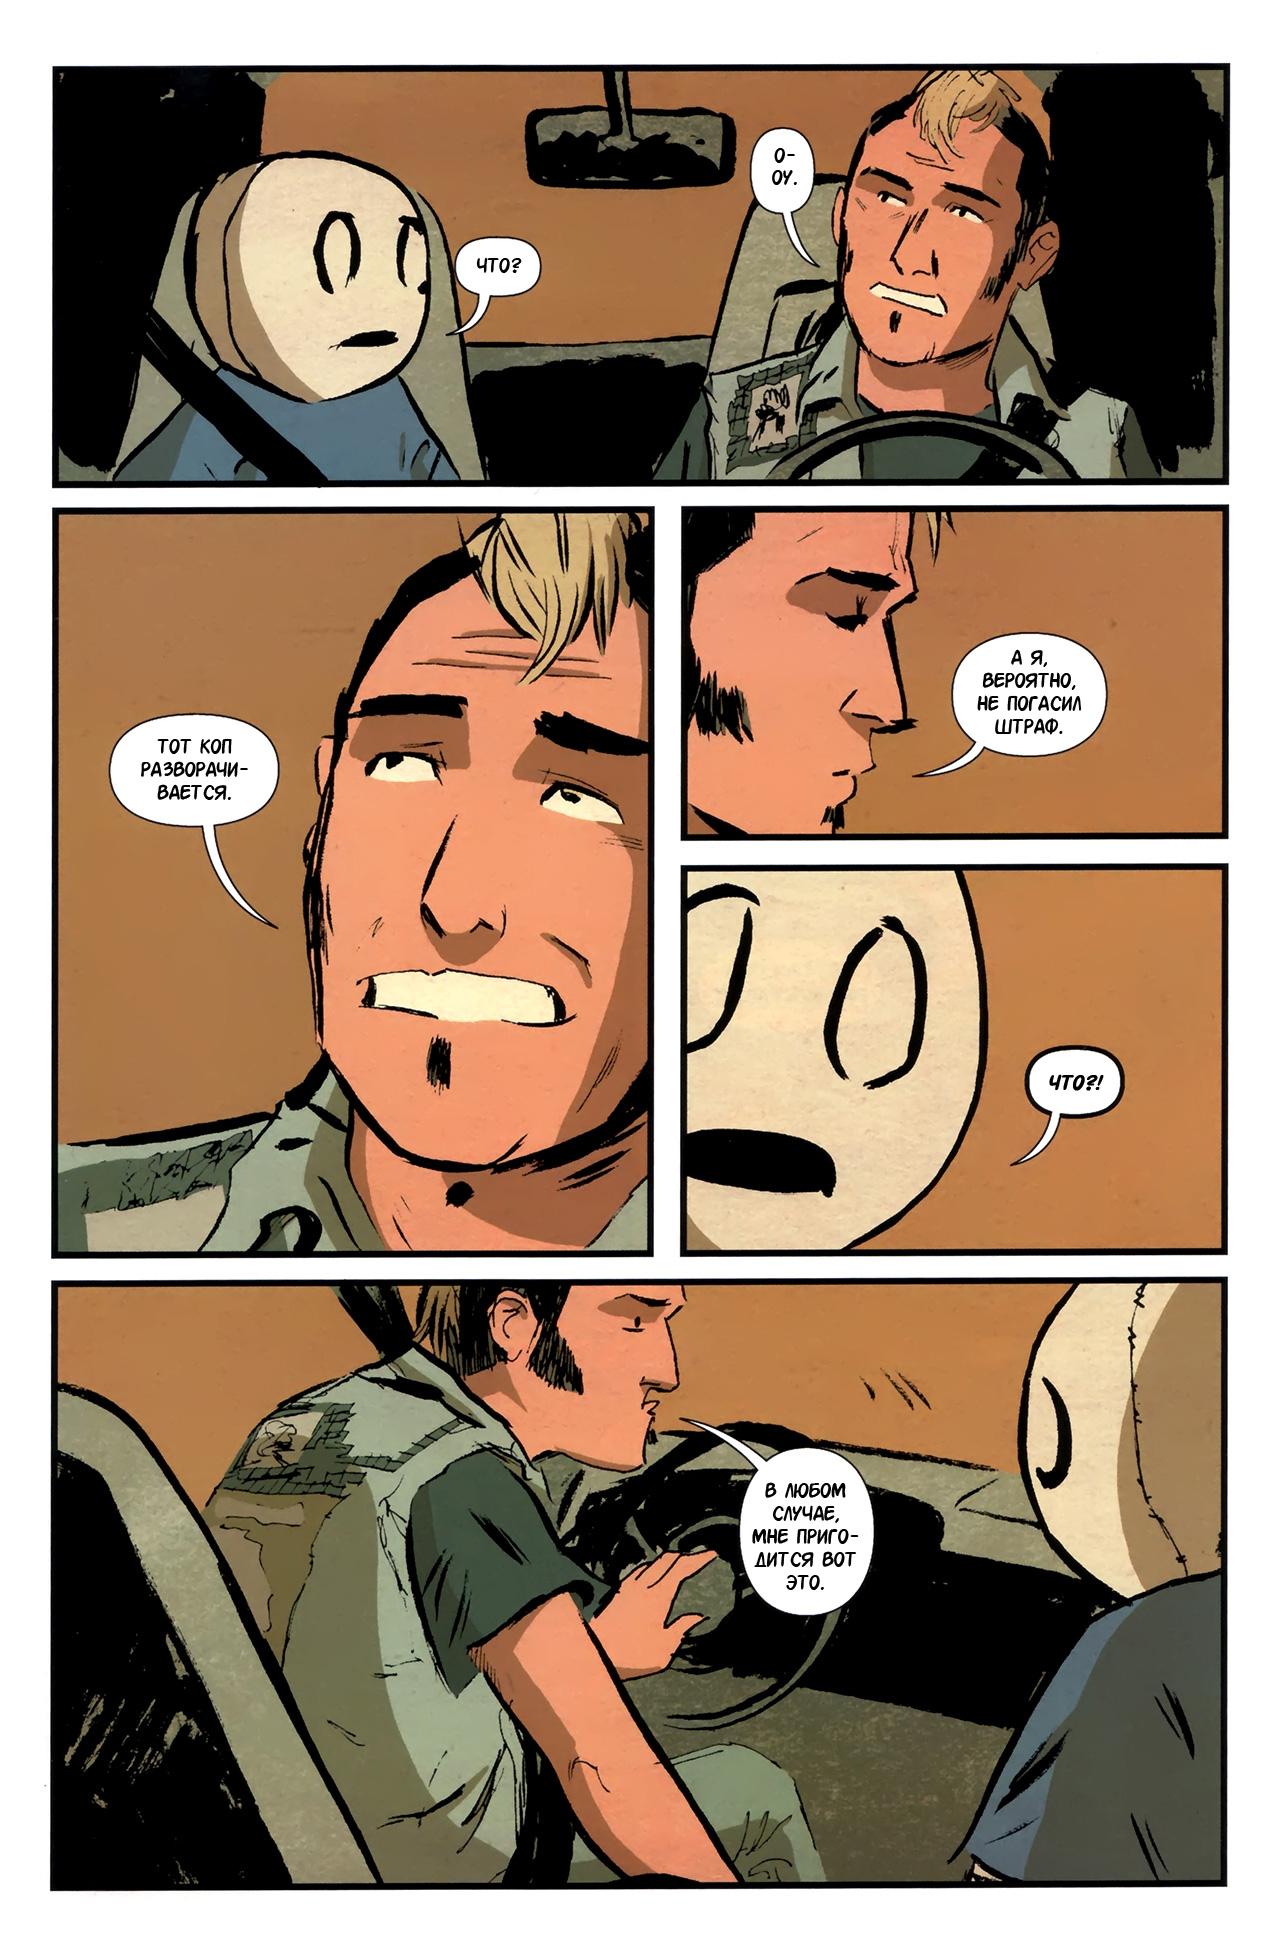 О-
ОУ.
ЧТО?
ТОТ КОП
РАЗВОРАЧИ-
ВАЕТСЯ.
А Я,
ВЕРОЯТНО,
НЕ ПОГАСИЛ
ШТРАФ.
ЧТО?!
В ЛЮБОМ
СЛУЧАЕ,
МНЕ ПРИГО-
ДИТСЯ ВОТ
ЭТО.